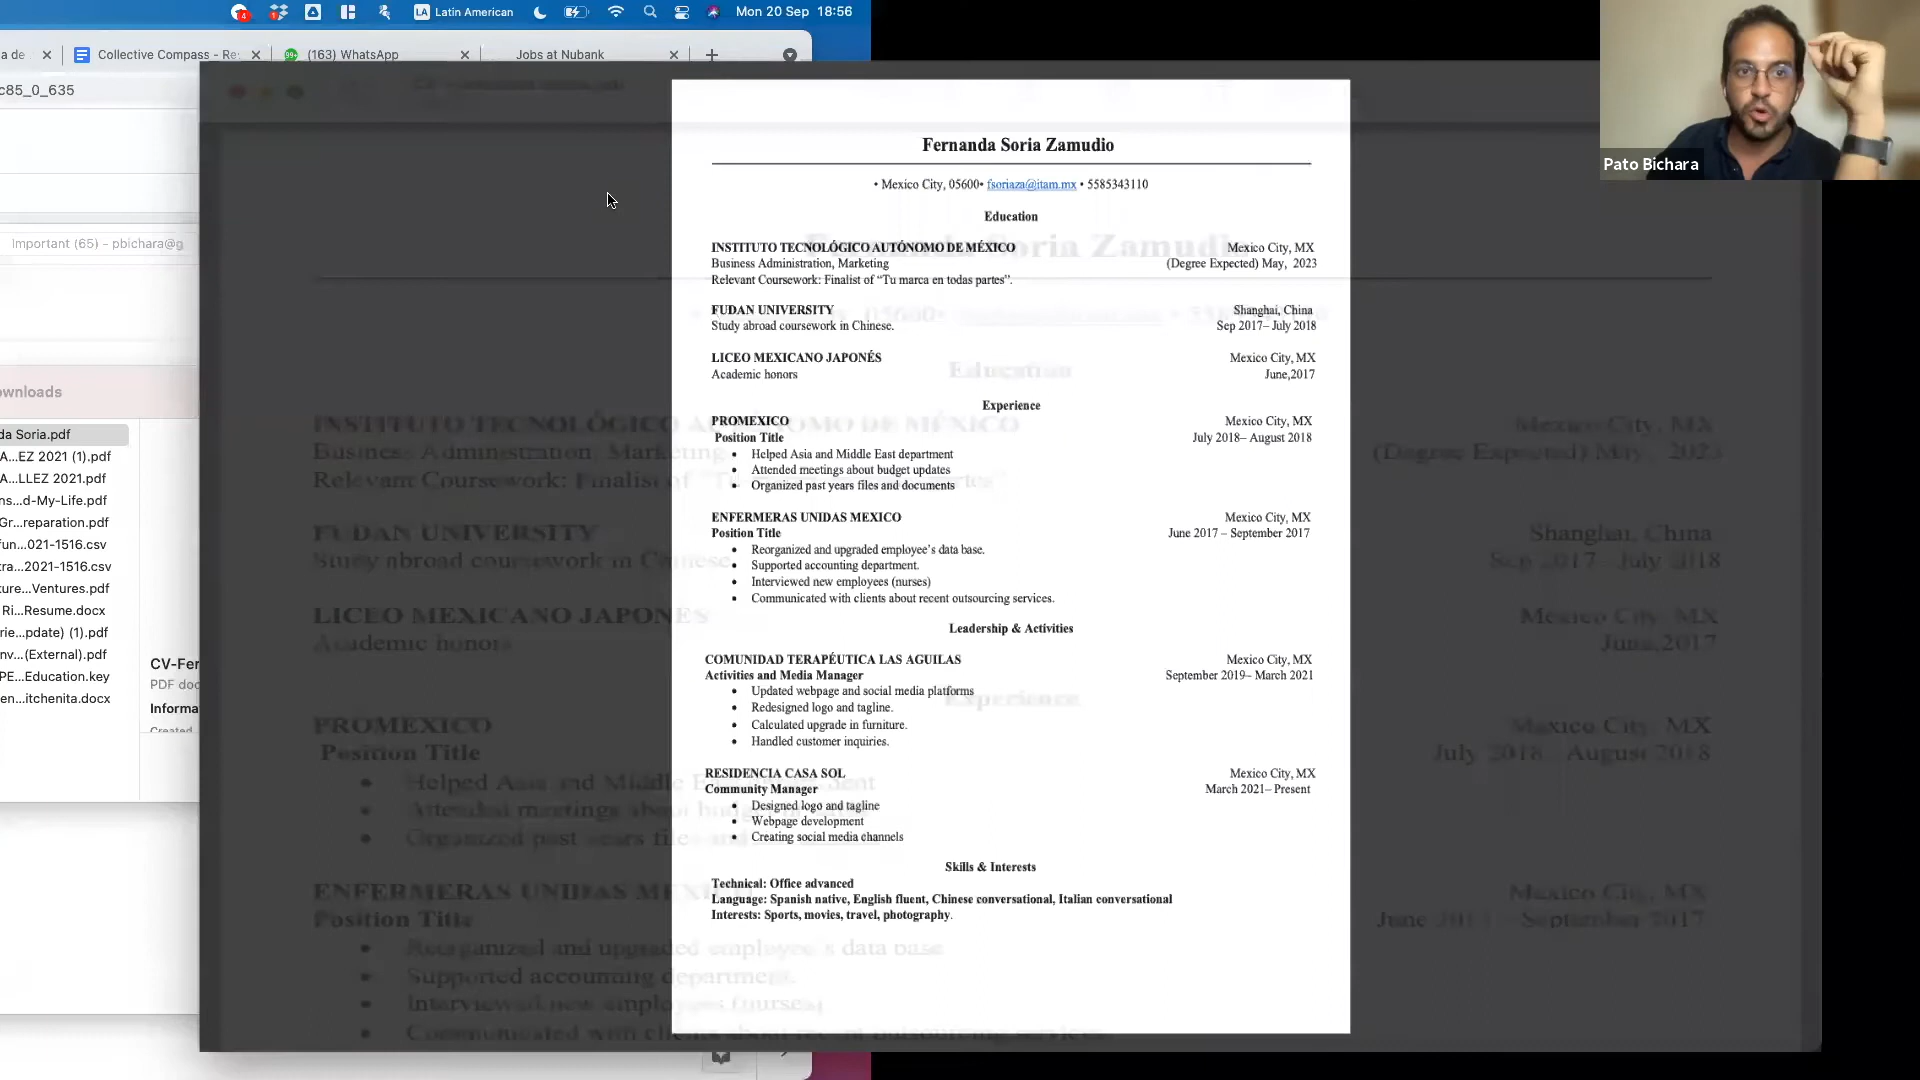 LA Latin American
Mon 20 Sep 18:56
a de
Collective Compass - Re
(163) WhatsApp
Jobs at Nubank
c85_0_635
Important (65) – pbichara@g
wnloads
da Soria.pdf
A...EZ 2021 (1).pdf
A...LLEZ 2021.pdf
ns...d-My-Life.pdf
Gr...reparation.pdf
fun...021-1516.csv
tra...2021-1516.csv
ture...Ventures.pdf
Ri...Resume.docx
rie...pdate) (1).pdf
nv...(External).pdf
PE...Education.key
en...itchenita.docx
CV-Fer
PDF doc
Informa
Created
Pato Bichara
Fernanda Soria Zamudio
• Mexico City, 05600• fsoriaza@itam.mx • 5585343110
Education
INSTITUTO TECNOLÓGICO AUTÓNOMO DE MÉXICO Mexico City, MX
Business Administration, Marketing (Degree Expected) May, 2023
Relevant Coursework: Finalist of “Tu marca en todas partes”.
FUDAN UNIVERSITY Shanghai, China
Study abroad coursework in Chinese. Sep 2017– July 2018
LICEO MEXICANO JAPONÉS Mexico City, MX
Academic honors June,2017
Experience
PROMEXICO Mexico City, MX
Position Title July 2018– August 2018
• Helped Asia and Middle East department
• Attended meetings about budget updates
• Organized past years files and documents
ENFERMERAS UNIDAS MEXICO Mexico City, MX
Position Title June 2017 – September 2017
• Reorganized and upgraded employee’s data base.
• Supported accounting department.
• Interviewed new employees (nurses)
• Communicated with clients about recent outsourcing services.
Leadership & Activities
COMUNIDAD TERAPÉUTICA LAS AGUILAS Mexico City, MX
Activities and Media Manager September 2019– March 2021
• Updated webpage and social media platforms
• Redesigned logo and tagline.
• Calculated upgrade in furniture.
• Handled customer inquiries.
RESIDENCIA CASA SOL Mexico City, MX
Community Manager March 2021– Present
• Designed logo and tagline
• Webpage development
• Creating social media channels
Skills & Interests
Technical: Office advanced
Language: Spanish native, English fluent, Chinese conversational, Italian conversational
Interests: Sports, movies, travel, photography.